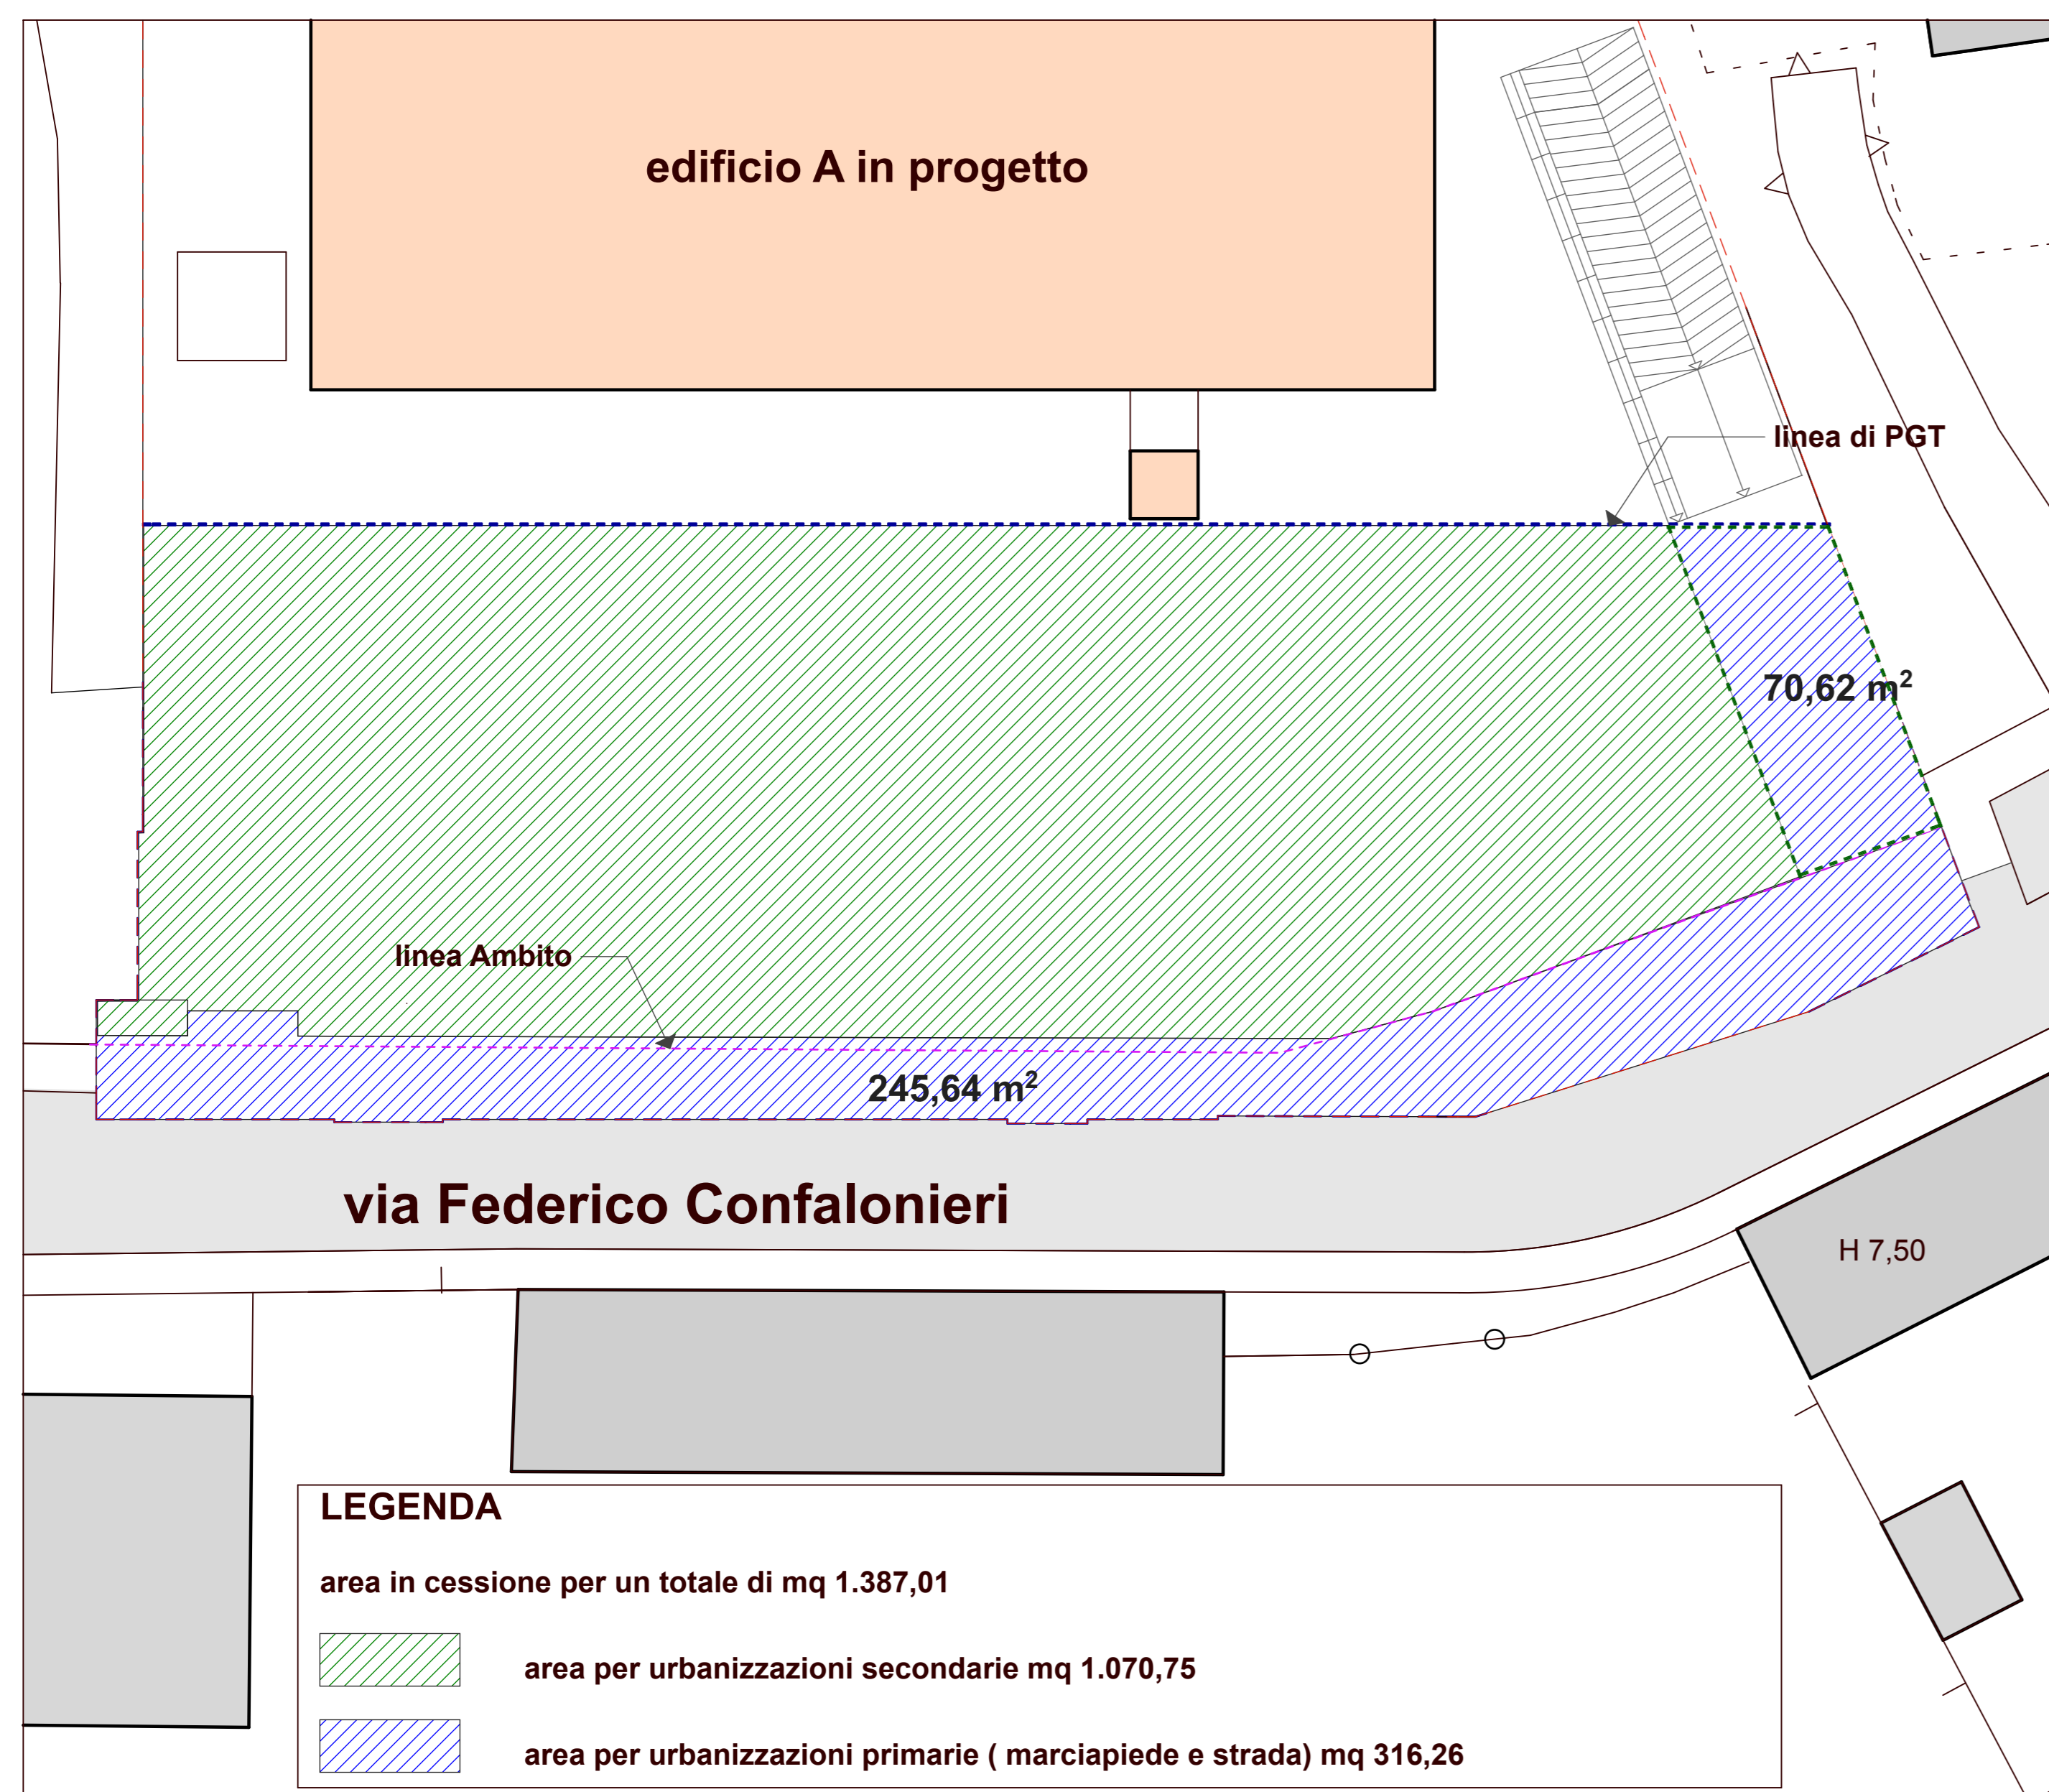 edificio A in progetto
linea di PGT
70,62 m²
linea Ambito
245,64 m²
via Federico Confalonieri
H 7,50
LEGENDA
area in cessione per un totale di mq 1.387,01
area per urbanizzazioni secondarie mq 1.070,75
area per urbanizzazioni primarie ( marciapiede e strada) mq 316,26